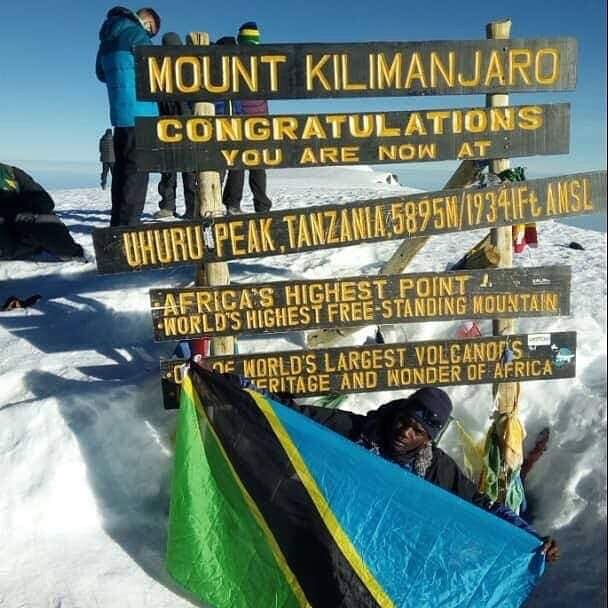 MOUNT KILIMANJARO
CONGRATULATIONS
YOU ARE NOW AT
UHURU PEAK, TANZANIA, 5895M/19341Ft AMSL
•AFRICA'S HIGHEST POINT
•WORLD'S HIGHEST FREE-STANDING MOUNTAIN
OF WORLD'S LARGEST VOLCANOES
HERITAGE AND WONDER OF AFRICA